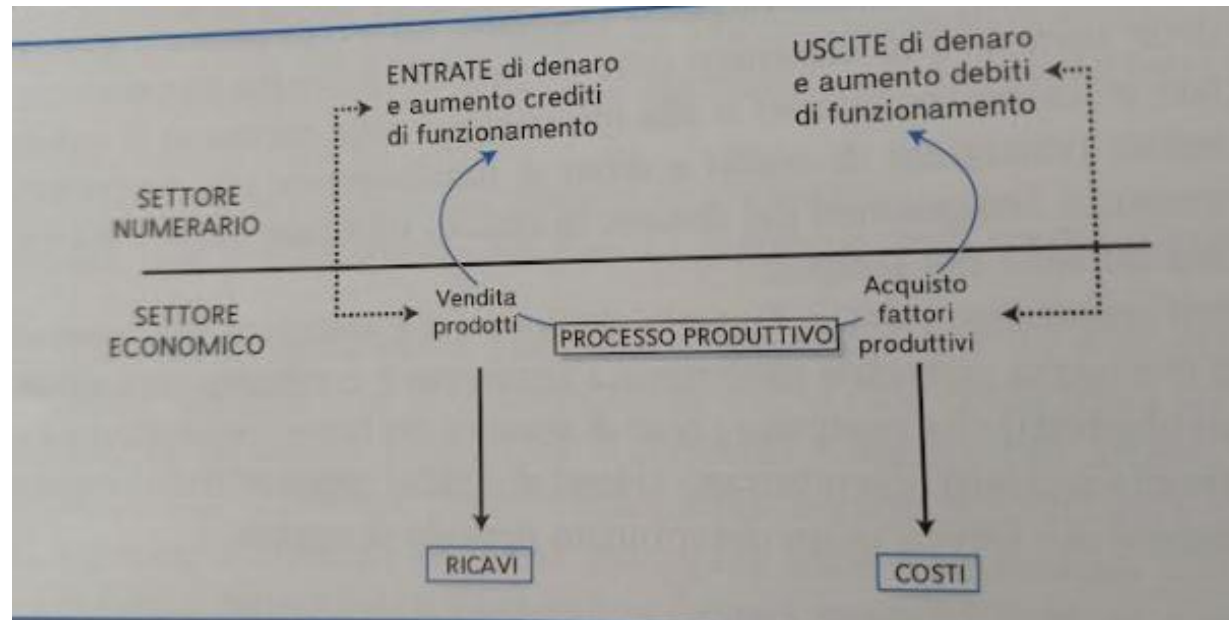 ENTRATE di denaro
e aumento crediti
di funzionamento
USCITE di denaro
e aumento debiti
di funzionamento
SETTORE
NUMERARIO
SETTORE
ECONOMICO
Vendita
prodotti
PROCESSO PRODUTTIVO
Acquisto
fattori
produttivi
RICAVI
COSTI